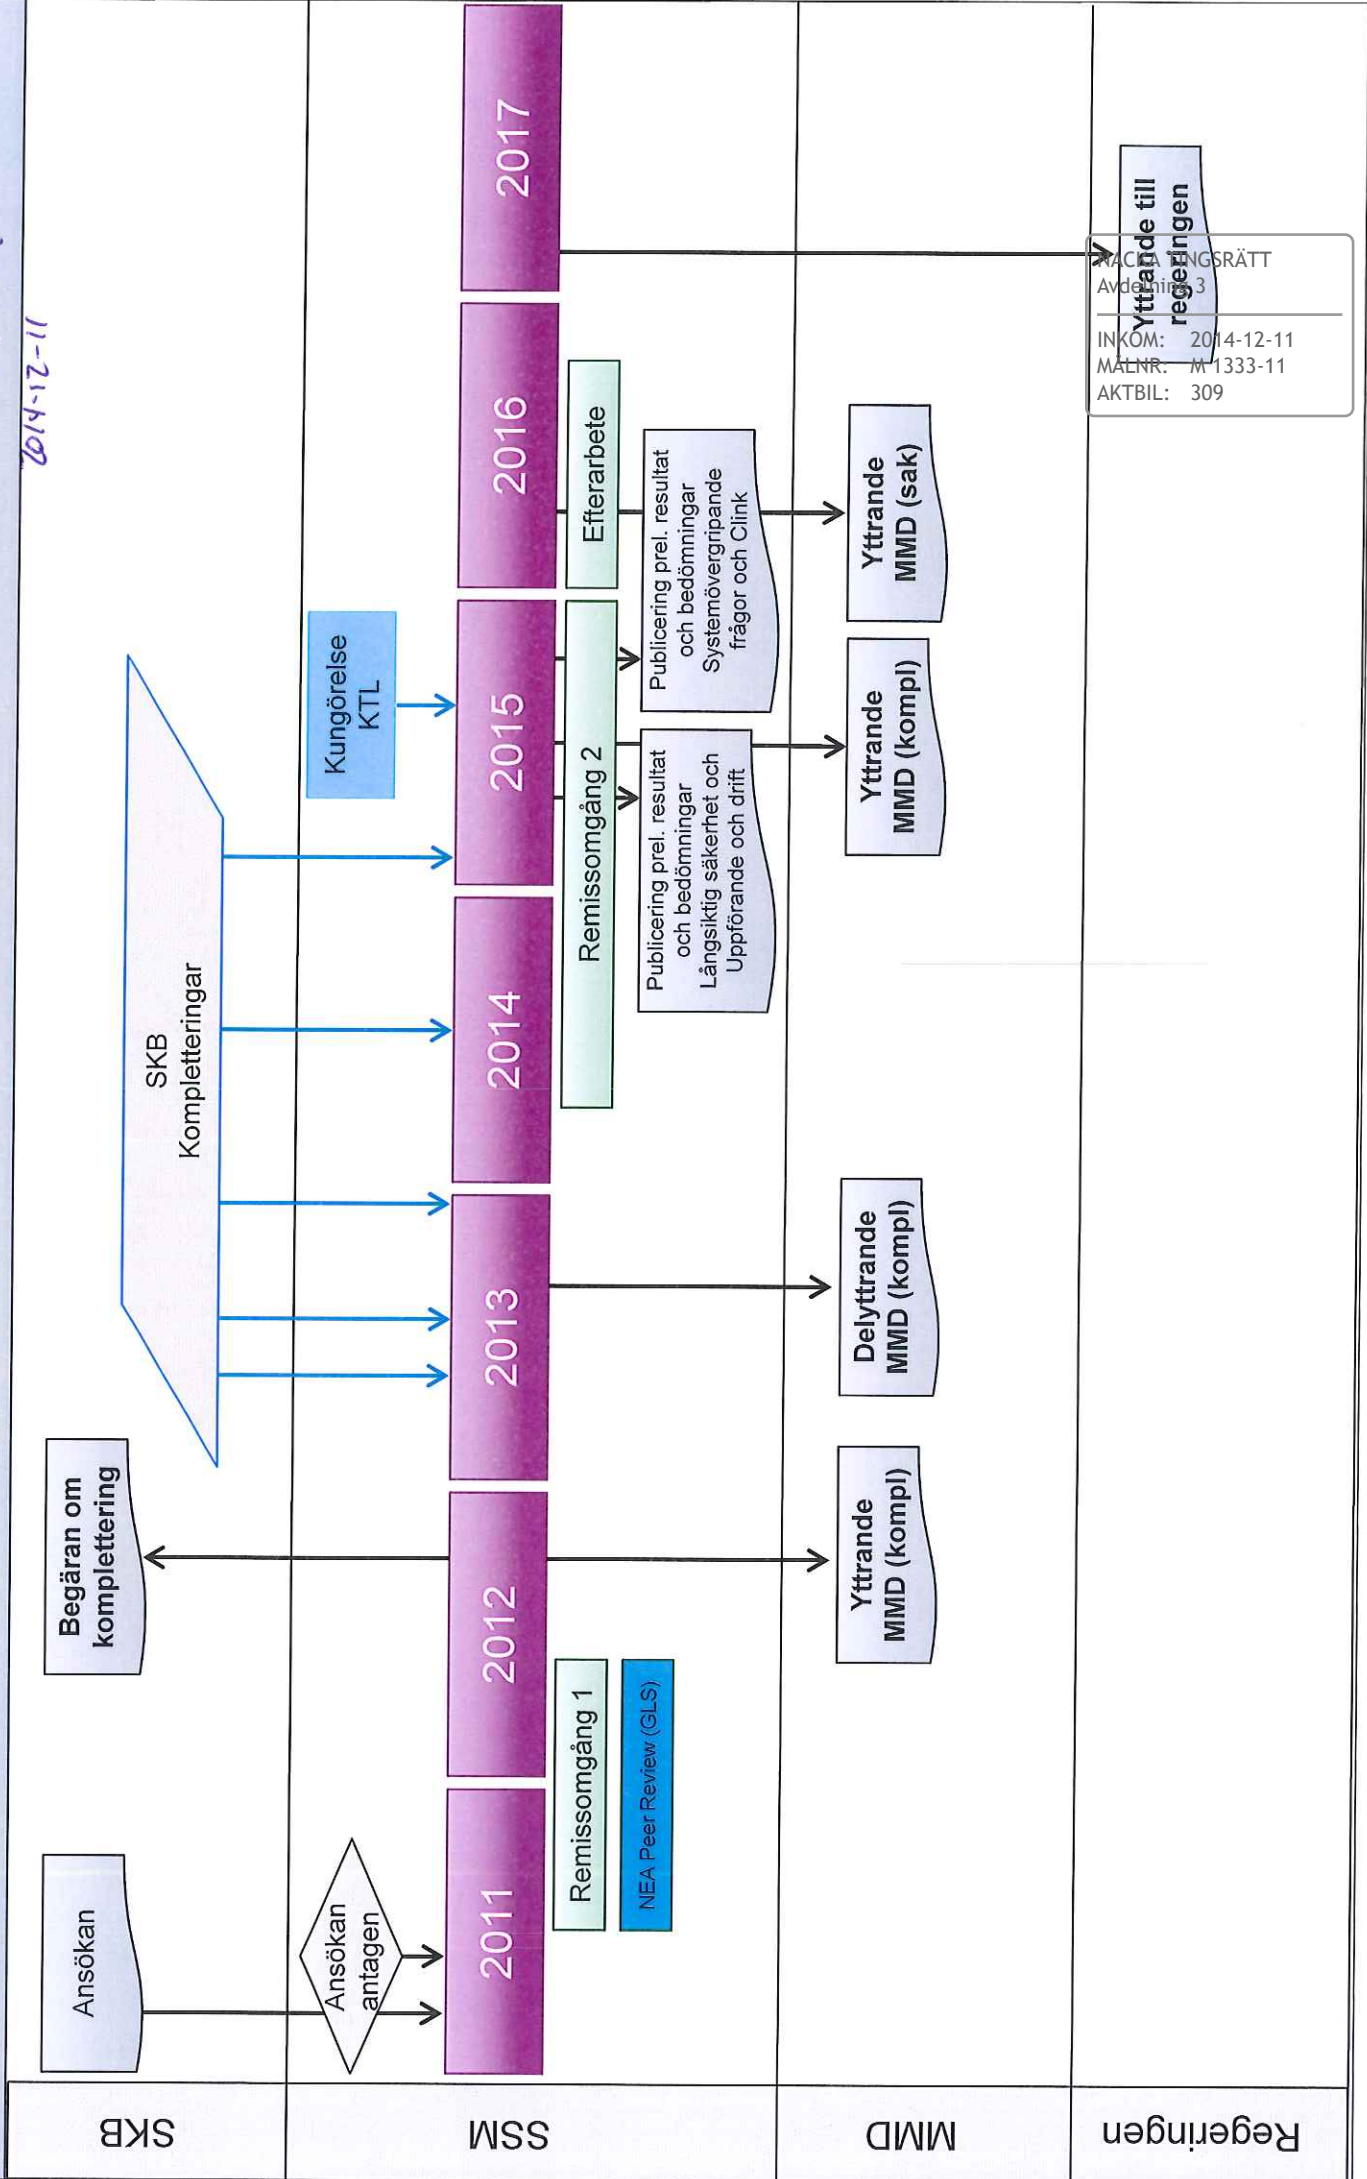 2014-12-11
SKB
Ansökan
Begäran om
komplettering
SKB
Kompletteringar
SSM
Ansökan
antagen
Kungörelse
KTL
2011
2012
2013
2014
2015
2016
2017
Remissomgång 1
NEA Peer Review (GLS)
Remissomgång 2
Efterarbete
Publicering prel. resultat
och bedömningar
Långsiktig säkerhet och
Uppförande och drift
Publicering prel. resultat
och bedömningar
Systemövergripande
frågor och Clink
MMD
Yttrande
MMD (kompl)
Delyttrande
MMD (kompl)
Yttrande
MMD (kompl)
Yttrande
MMD (sak)
Regeringen
Yttrande till
regeringen
NACKA TINGSRÄTT
Avdelning 3
INKOM: 2014-12-11
MÅLNR: M 1333-11
AKTBIL: 309